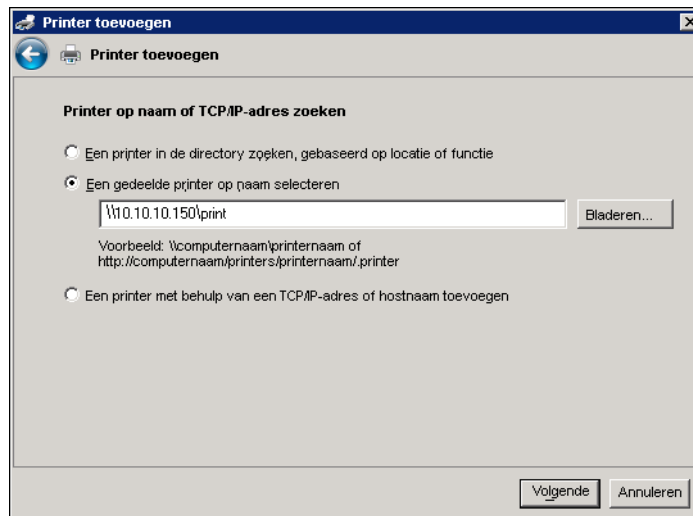 Printer toevoegen
Printer toevoegen
Printer op naam of TCP/IP-adres zoeken
Een printer in de directory zoeken, gebaseerd op locatie of functie
Een gedeelde printer op naam selecteren
\\10.10.10.150\print
Bladeren...
Voorbeeld: \\computernaam\printernaam of
http://computernaam/printers/printernaam/.printer
Een printer met behulp van een TCP/IP-adres of hostnaam toevoegen
Volgende
Annuleren